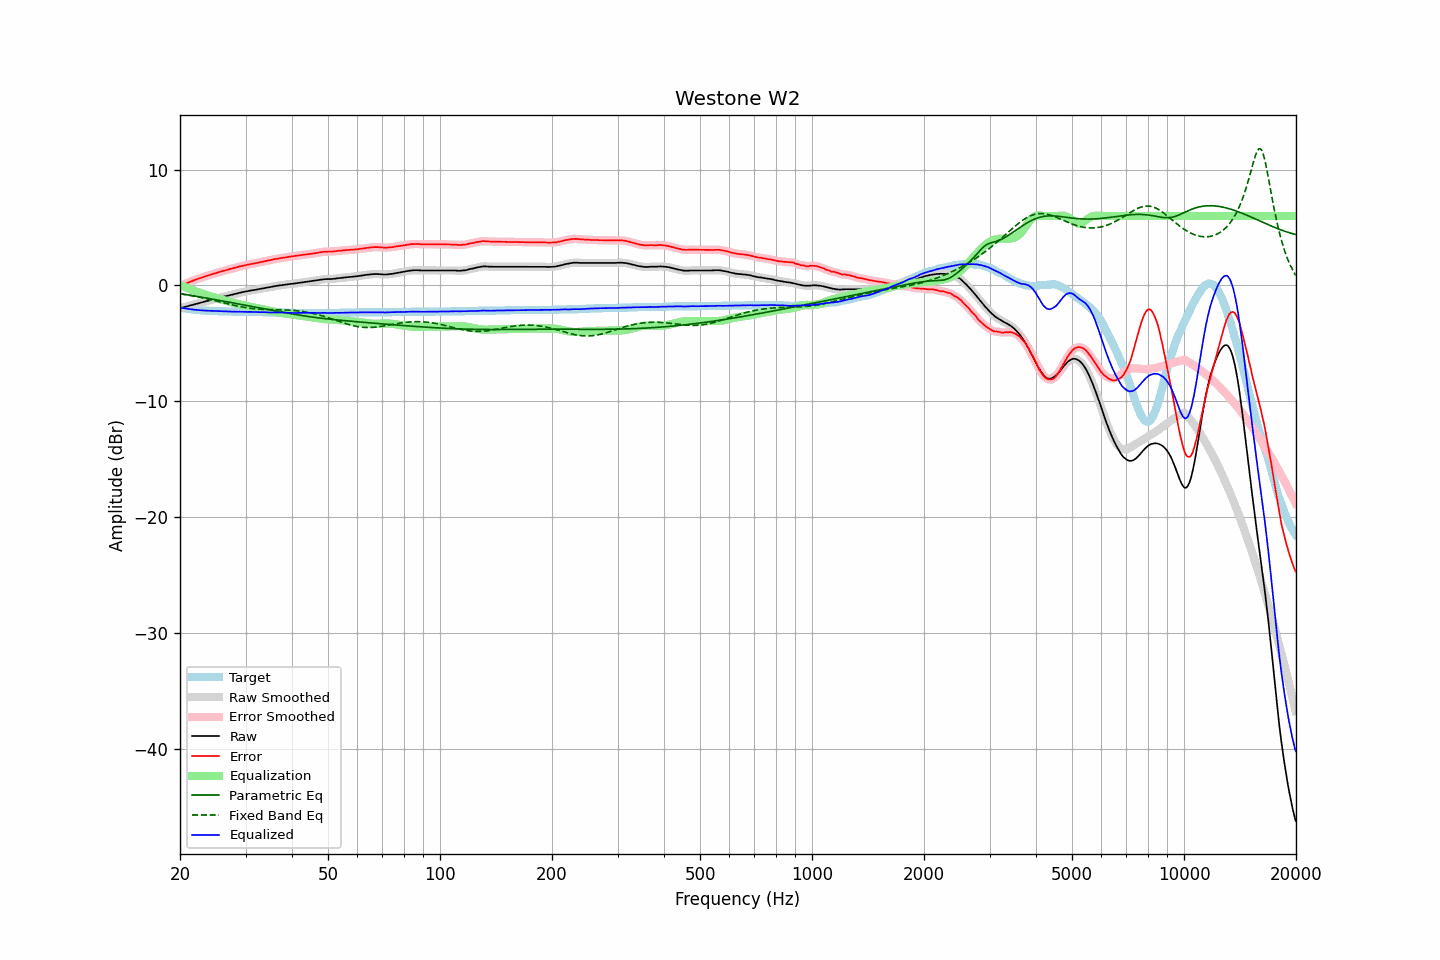 Westone W2
Amplitude (dBr)
10
0
−10
−20
−30
−40
Target
Raw Smoothed
Error Smoothed
Raw
Error
Equalization
Parametric Eq
Fixed Band Eq
Equalized
20 50 100 200 500 1000 2000 5000 10000 20000
Frequency (Hz)